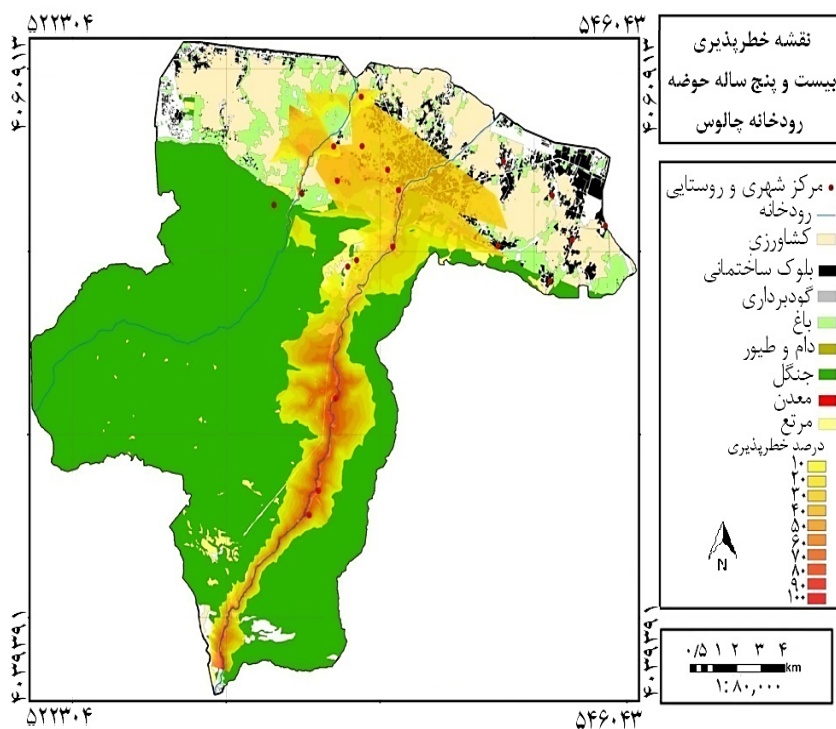 ۵۲۲۳۰۴
۵۴۶۰۴۳
۴۰۶۰۹۱۳
۴۰۶۰۹۱۳
نقشه خطرپذیری
بیست و پنج ساله حوضه
رودخانه چالوس
مرکز شهری و روستایی
رودخانه
کشاورزی
بلوک ساختمانی
گودبرداری
باغ
دام و طیور
جنگل
معدن
مرتع
درصد خطرپذیری
۱۰
۲۰
۳۰
۴۰
۵۰
۶۰
۷۰
۸۰
۹۰
۱۰۰
N
۴۰۳۹۳۹۱
۴۰۳۹۳۹۱
۰/۵ ۱ ۲ ۳ ۴
km
۱:۸۰,۰۰۰
۵۲۲۳۰۴
۵۴۶۰۴۳